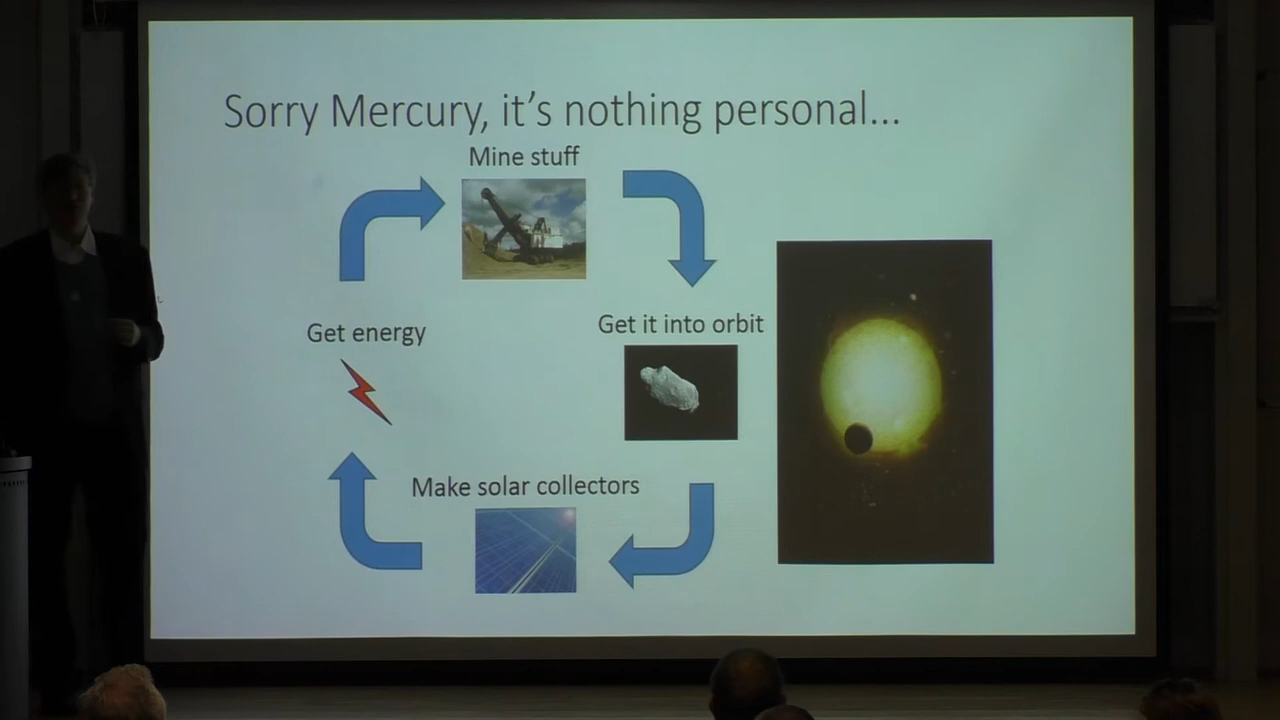 Sorry Mercury, it's nothing personal...
Mine stuff
Get it into orbit
Get energy
Make solar collectors